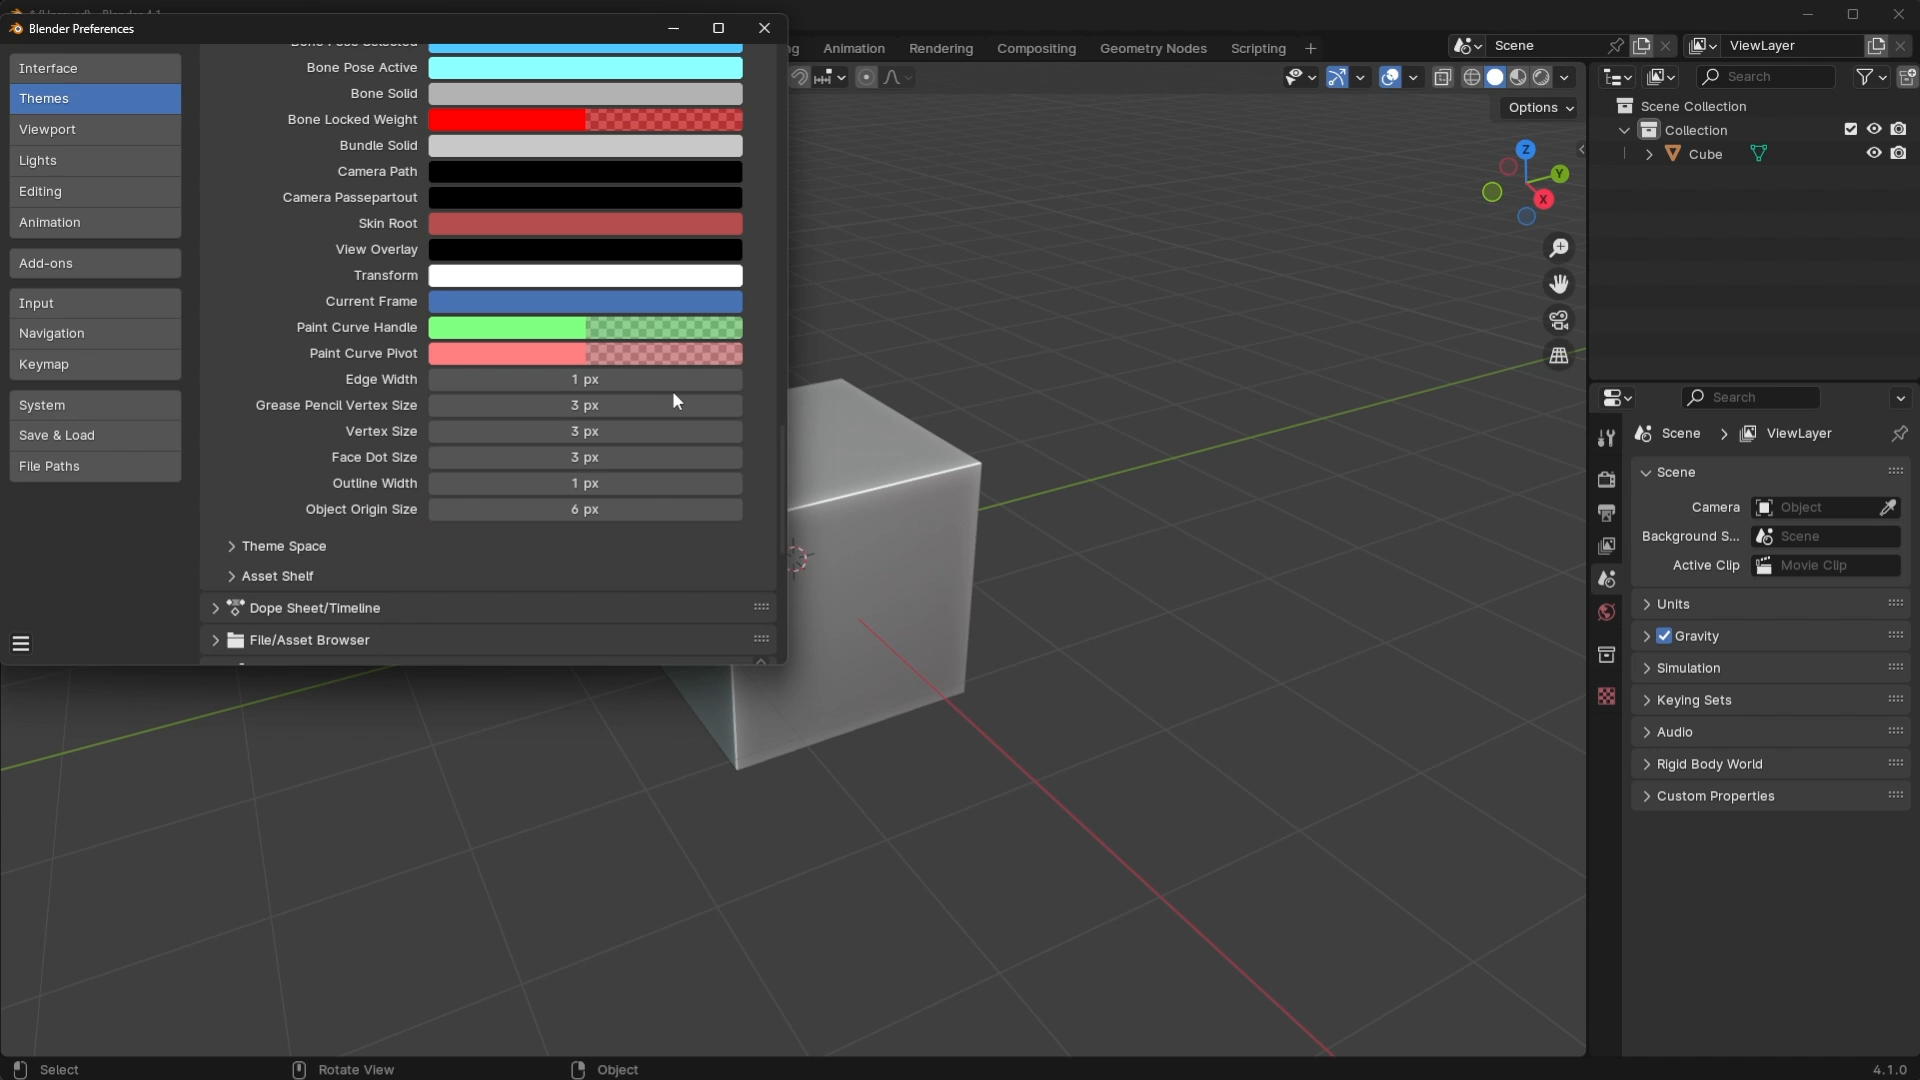 Blender Preferences
Interface
Themes
Viewport
Lights
Editing
Animation
Add-ons
Input
Navigation
Keymap
System
Save & Load
File Paths
Bone Pose Selected
Bone Pose Active
Bone Solid
Bone Locked Weight
Bundle Solid
Camera Path
Camera Passepartout
Skin Root
View Overlay
Transform
Current Frame
Paint Curve Handle
Paint Curve Pivot
Edge Width 1 px
Grease Pencil Vertex Size 3 px
Vertex Size 3 px
Face Dot Size 3 px
Outline Width 1 px
Object Origin Size 6 px
Theme Space
Asset Shelf
Dope Sheet/Timeline
File/Asset Browser
Animation Rendering Compositing Geometry Nodes Scripting
Options
Z
Y
X
Scene ViewLayer
Search
Scene Collection
Collection
Cube
Search
Scene ViewLayer
Scene
Camera Object
Background S... Scene
Active Clip Movie Clip
Units
Gravity
Simulation
Keying Sets
Audio
Rigid Body World
Custom Properties
Select Rotate View Object 4.1.0